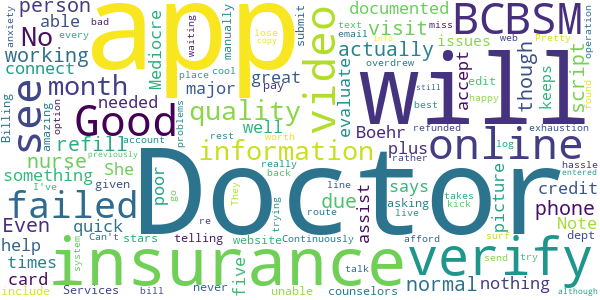 bad
every
lose
copy
anxiety
person
able
No
working
connect
Billing
amazing
option
month
see
Even
help
times
card
include
app
Mediocre
waiting
manually
text
email
submit
place
cool
great
pay
major
needed
account
problems
rest
worth
Good
quality
well
refill
information
nurse
something
She
previously
I've
go
They
really
back
failed
poor
given
re
line
trying
due
quick
route
telling
website
Continuously
Can't
stars
five
Services
bill
never
unable
talk
counselors
system
insurance
Doctor
will
video
documented
visit
actually
issues
evaluate
overdrew
best
edit
happy
keeps
refunded
exhaustion
Boehr
plus
rather
log
online
says
picture
credit
hassle
entered
takes
kick
asking
live
assist
afford
phone
Note
dept
surf
send
try
verify
normal
nothing
although
BCBSM
miss
web
Pretty
still
info
found
operation
though
accept
script